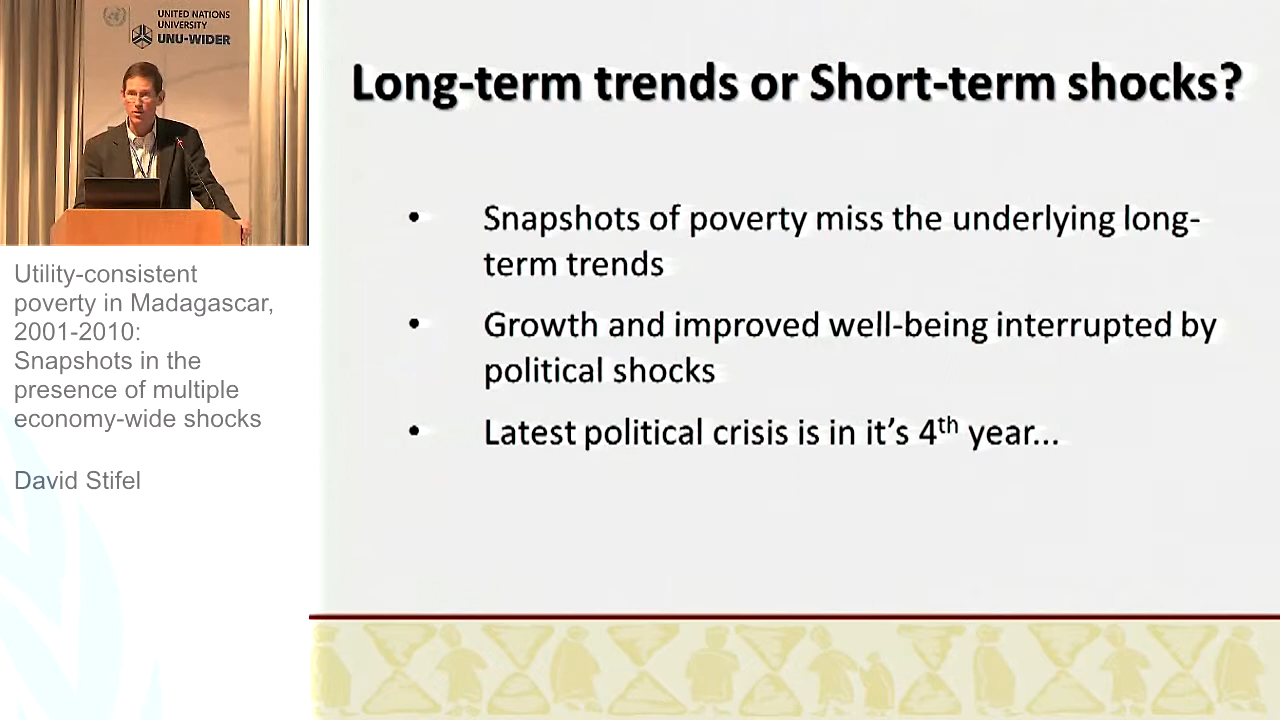 UNITED NATIONS
UNIVERSITY
UNU-WIDER
Utility-consistent
poverty in Madagascar,
2001-2010:
Snapshots in the
presence of multiple
economy-wide shocks
David Stifel
Long-term trends or Short-term shocks?
• Snapshots of poverty miss the underlying long-
term trends
• Growth and improved well-being interrupted by
political shocks
• Latest political crisis is in it's 4th year...